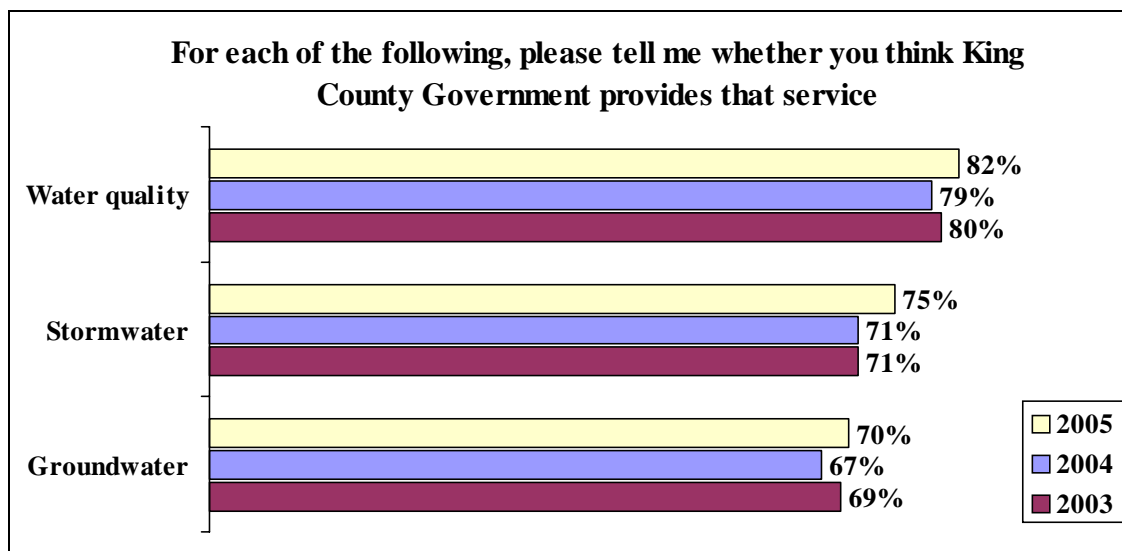 For each of the following, please tell me whether you think King
County Government provides that service
Water quality
82%
79%
80%
Stormwater
75%
71%
71%
Groundwater
70%
67%
69%
2005
2004
2003